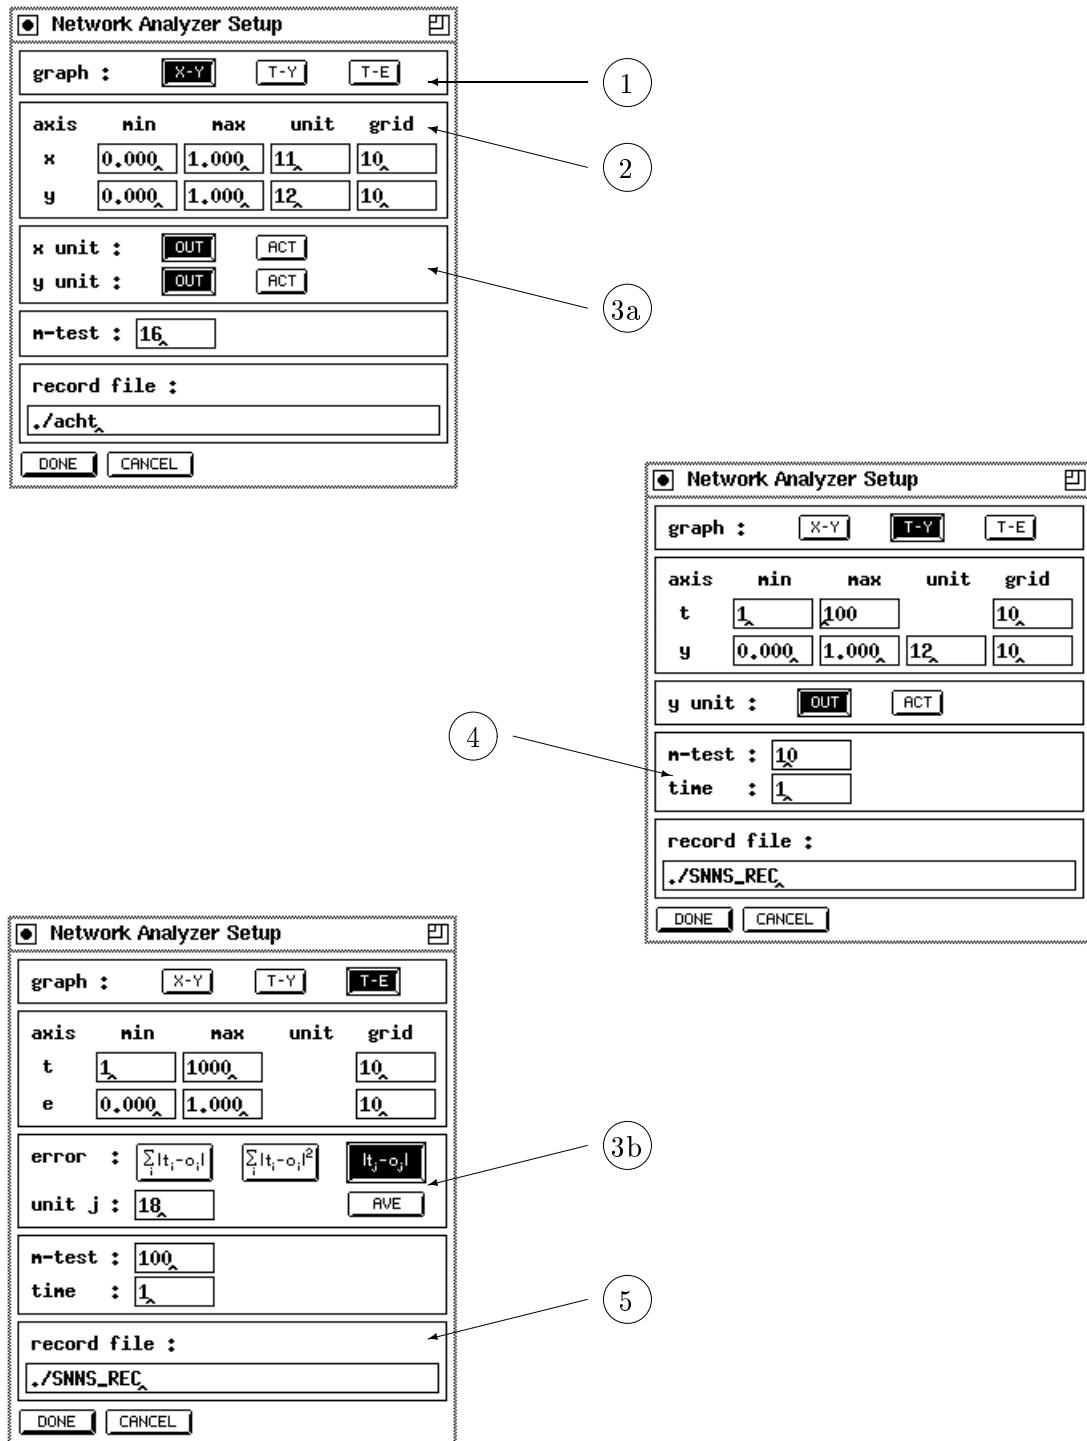 Network Analyzer Setup
graph : X-Y T-Y T-E
1
axis min max unit grid
x 0.000 1.000 11 10
2
y 0.000 1.000 12 10
x unit : OUT ACT
y unit : OUT ACT
3a
m-test : 16
record file :
./acht
DONE CANCEL
Network Analyzer Setup
graph : X-Y T-Y T-E
axis min max unit grid
t 1 100 10
y 0.000 1.000 12 10
y unit : OUT ACT
4
m-test : 10
time : 1
record file :
./SNNS_REC
DONE CANCEL
Network Analyzer Setup
graph : X-Y T-Y T-E
axis min max unit grid
t 1 1000 10
e 0.000 1.000 10
error : ∑i|ti-oi| ∑i|ti-oi|² |tj-oj|
3b
unit j : 18 AVE
m-test : 100
time : 1
5
record file :
./SNNS_REC
DONE CANCEL